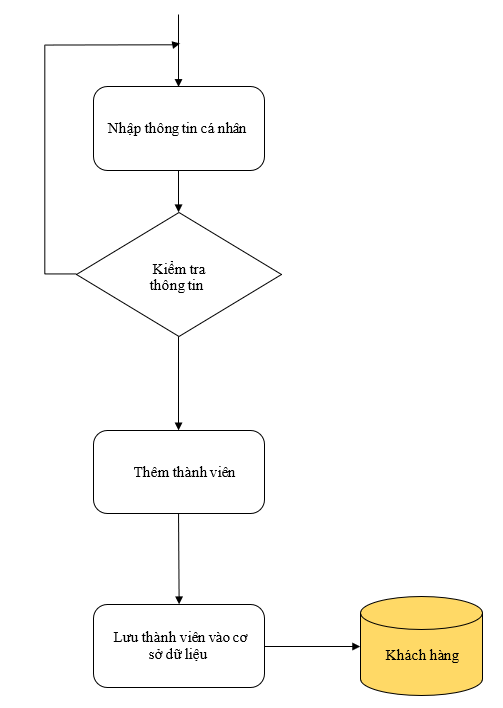 Nhập thông tin cá nhân
Kiểm tra
thông tin
Thêm thành viên
Lưu thành viên vào cơ
sở dữ liệu
Khách hàng